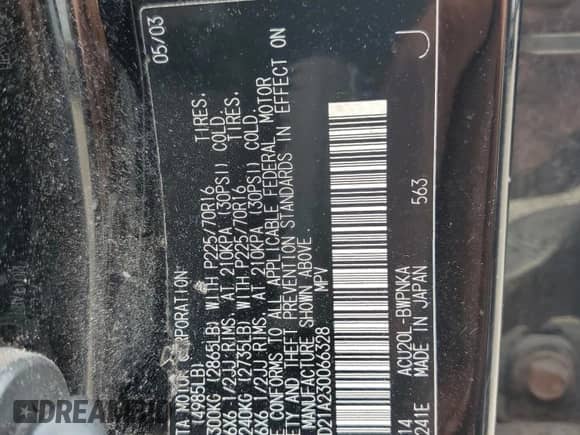 05/03
TA MOTOR CORPORATION
(4985LB)
300KG (2865LB) WITH P225/70R16 TIRES,
6X6 1/2JJ RIMS, AT 210KPA (30PSI) COLD.
240KG (2735LB) WITH P225/70R16 TIRES,
6X6 1/2JJ RIMS, AT 210KPA (30PSI) COLD.
E CONFORMS TO ALL APPLICABLE FEDERAL MOTOR
ETY AND THEFT PREVENTION STANDARDS IN EFFECT ON
MANUFACTURE SHOWN ABOVE.
D21A230066328 MPV
14 ACU20L-BWPNKA 563
241E MADE IN JAPAN
J
CLEARBIDS